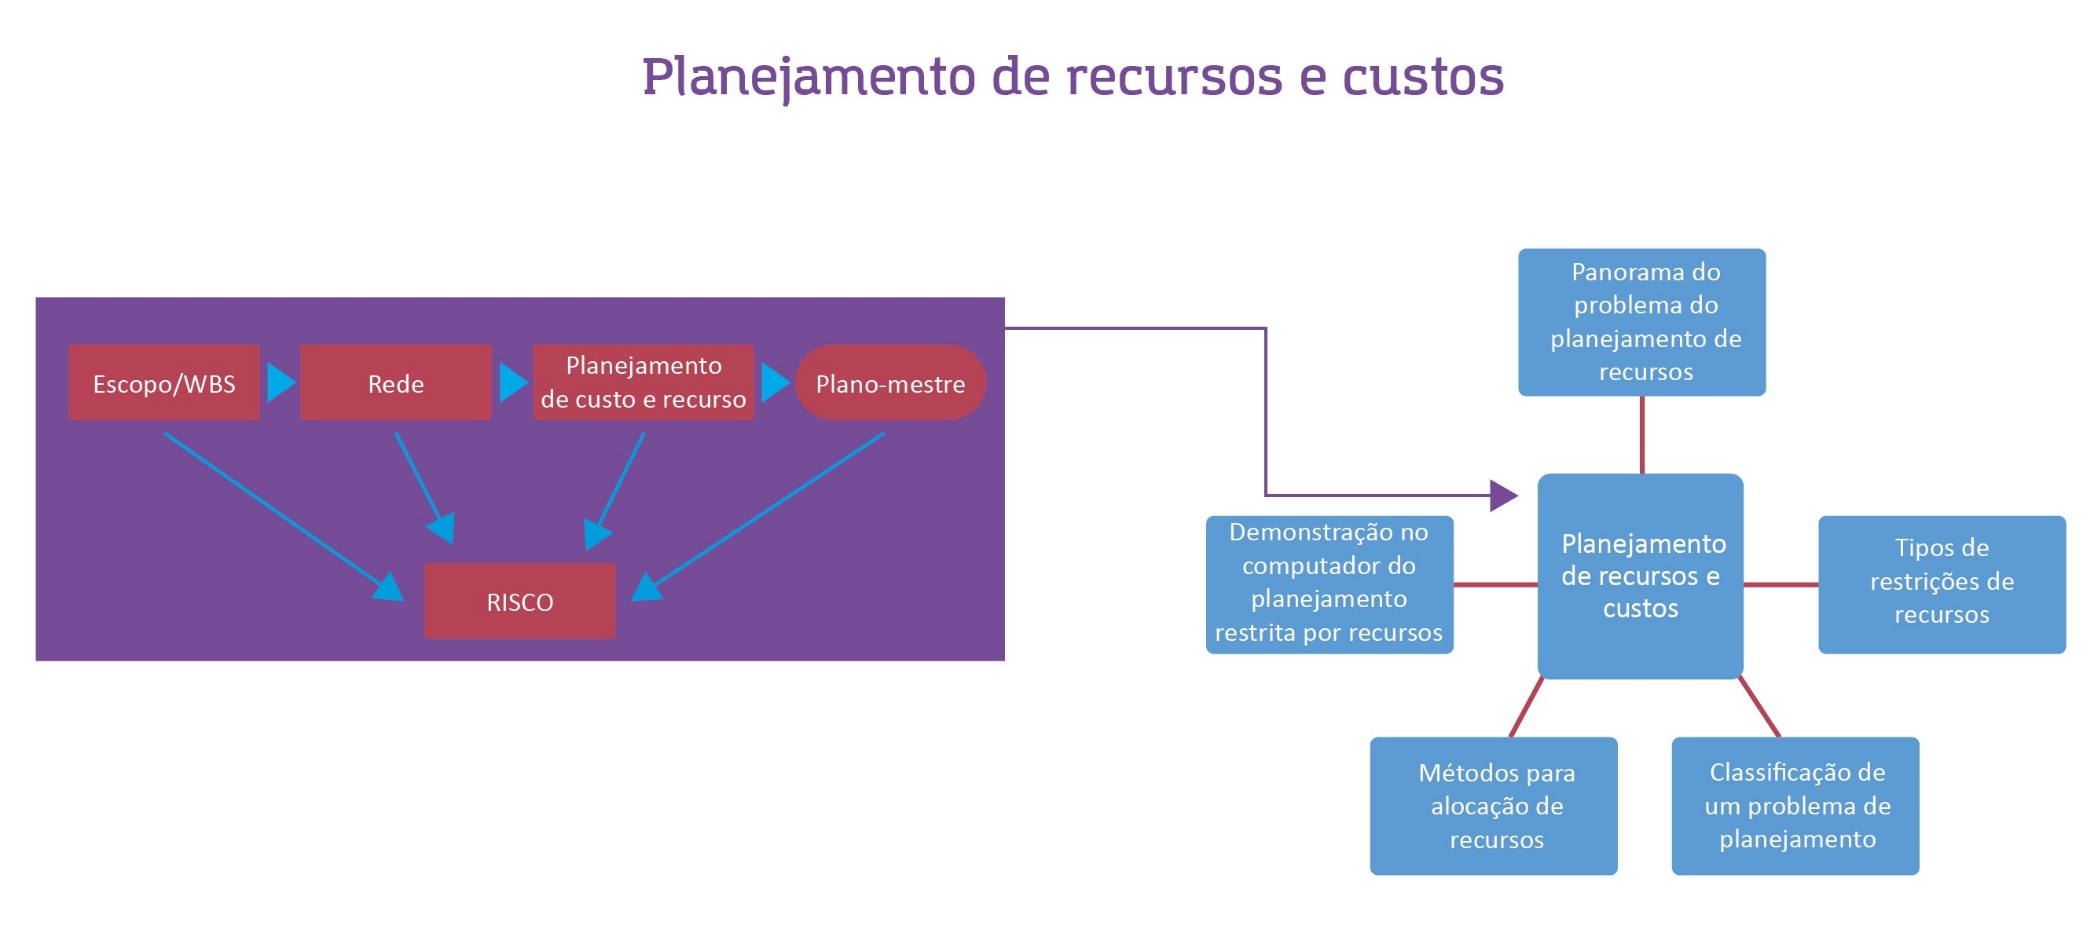 Planejamento de recursos e custos
Escopo/WBS
Rede
Planejamento
de custo e recurso
Plano-mestre
RISCO
Panorama do
problema do
planejamento de
recursos
Demonstração no
computador do
planejamento
restrita por recursos
Planejamento
de recursos e
custos
Tipos de
restrições de
recursos
Métodos para
alocação de
recursos
Classificação de
um problema de
planejamento